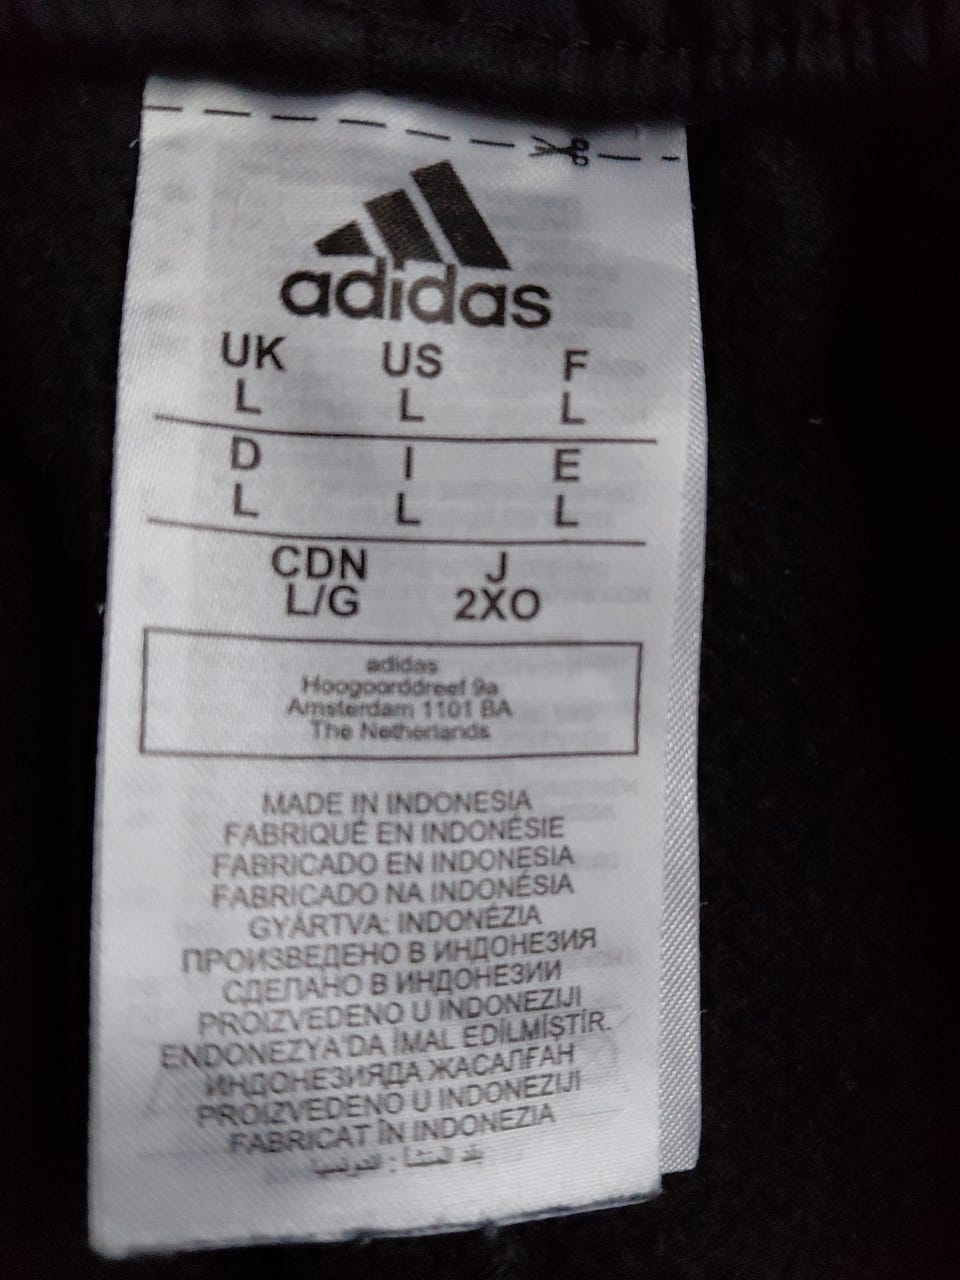 adidas
UK US F
L L L
D I E
L L L
CDN J
L/G 2XO
adidas
Hoogoorddreef 9a
Amsterdam 1101 BA
The Netherlands
MADE IN INDONESIA
FABRIQUÉ EN INDONÉSIE
FABRICADO EN INDONESIA
FABRICADO NA INDONÉSIA
GYÁRTVA: INDONÉZIA
ПРОИЗВЕДЕНО В ИНДОНЕЗИЯ
СДЕЛАНО В ИНДОНЕЗИИ
PROIZVEDENO U INDONEZIJI
ENDONEZYA'DA İMAL EDİLMİŞTİR.
ИНДОНЕЗИЯДА ЖАСАЛҒАН
PROIZVEDENO U INDONEZIJI
FABRICAT ÎN INDONEZIA
بلد المنشأ :